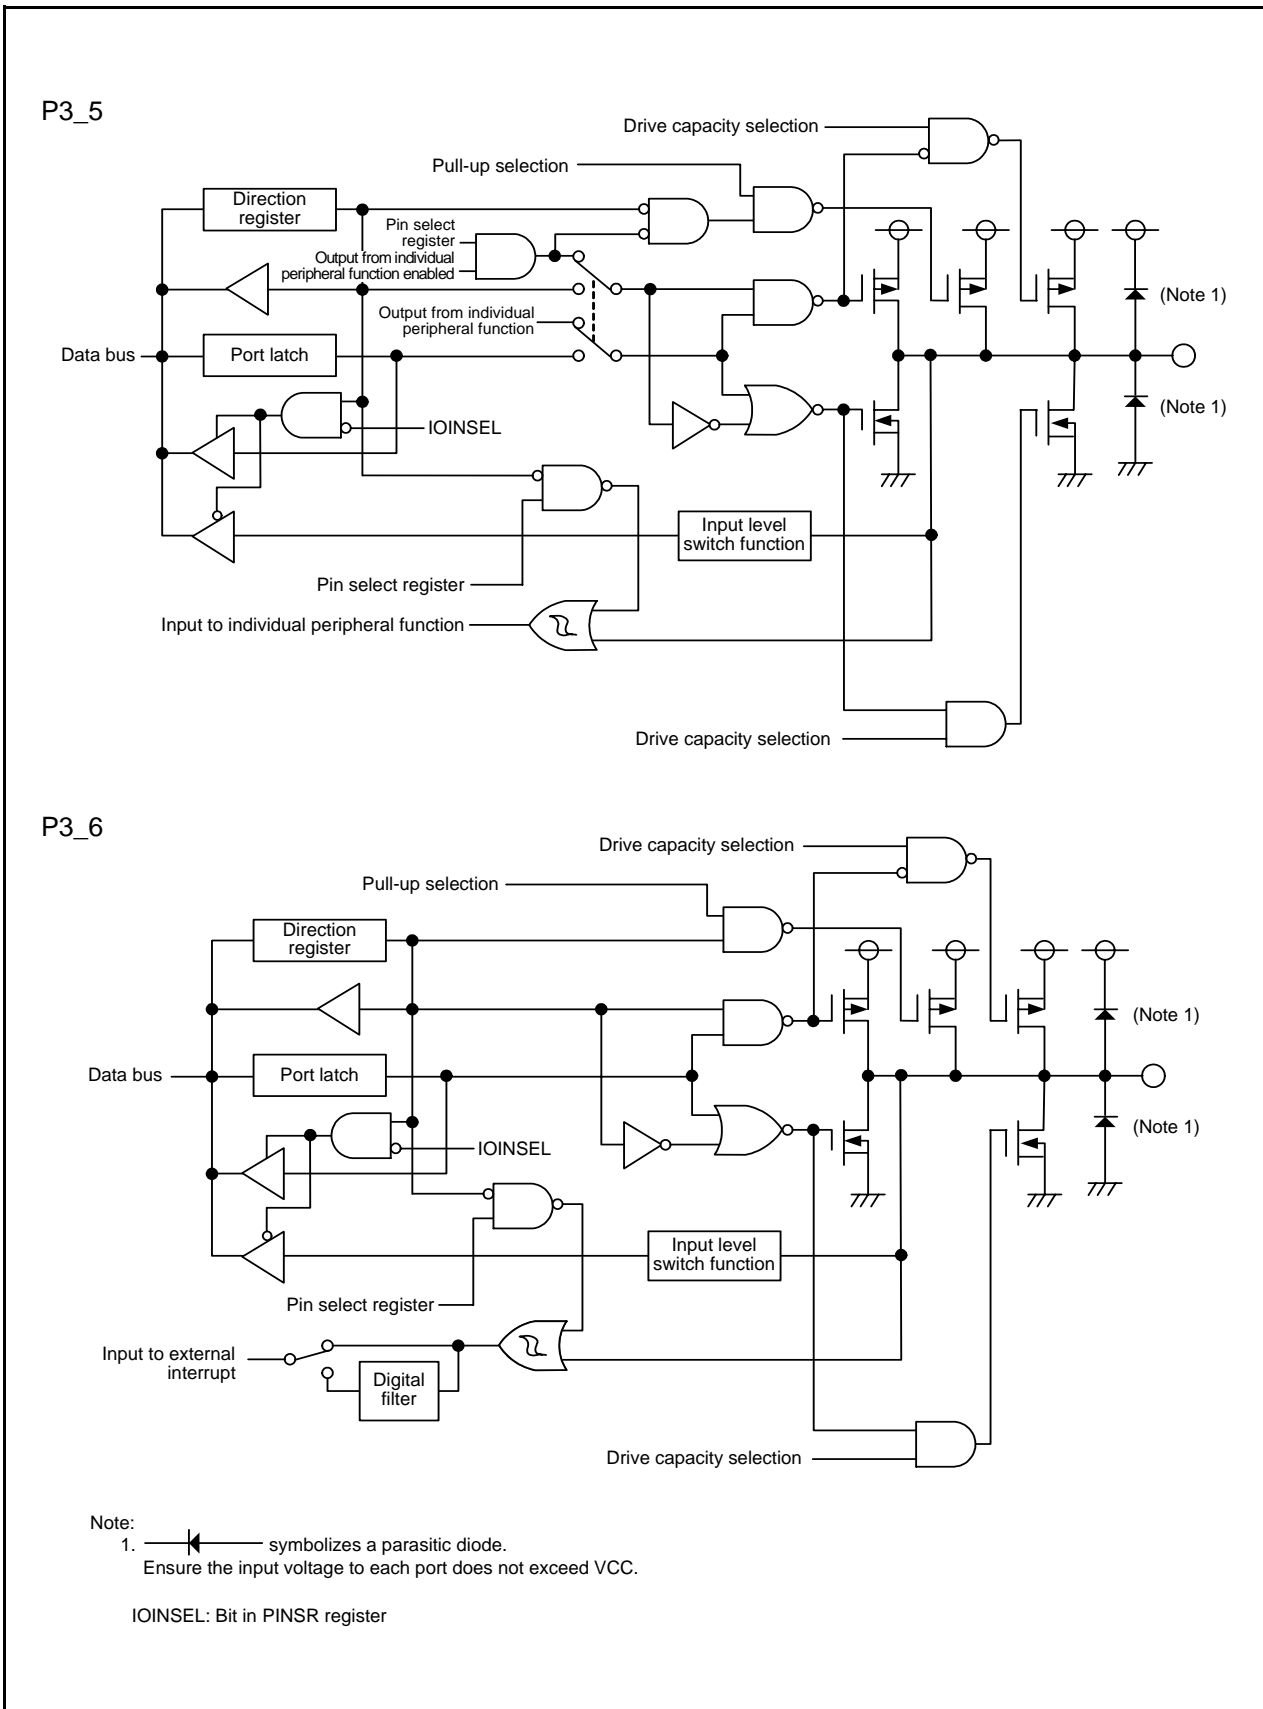 P3_5
Drive capacity selection
Pull-up selection
Direction
register
Pin select
register
Output from individual
peripheral function enabled
(Note 1)
Output from individual
peripheral function
Data bus
Port latch
(Note 1)
IOINSEL
Input level
switch function
Pin select register
Input to individual peripheral function
Drive capacity selection
P3_6
Drive capacity selection
Pull-up selection
Direction
register
(Note 1)
Data bus
Port latch
(Note 1)
IOINSEL
Input level
switch function
Pin select register
Input to external
interrupt
Digital
filter
Drive capacity selection
Note:
1. symbolizes a parasitic diode.
Ensure the input voltage to each port does not exceed VCC.
IOINSEL: Bit in PINSR register